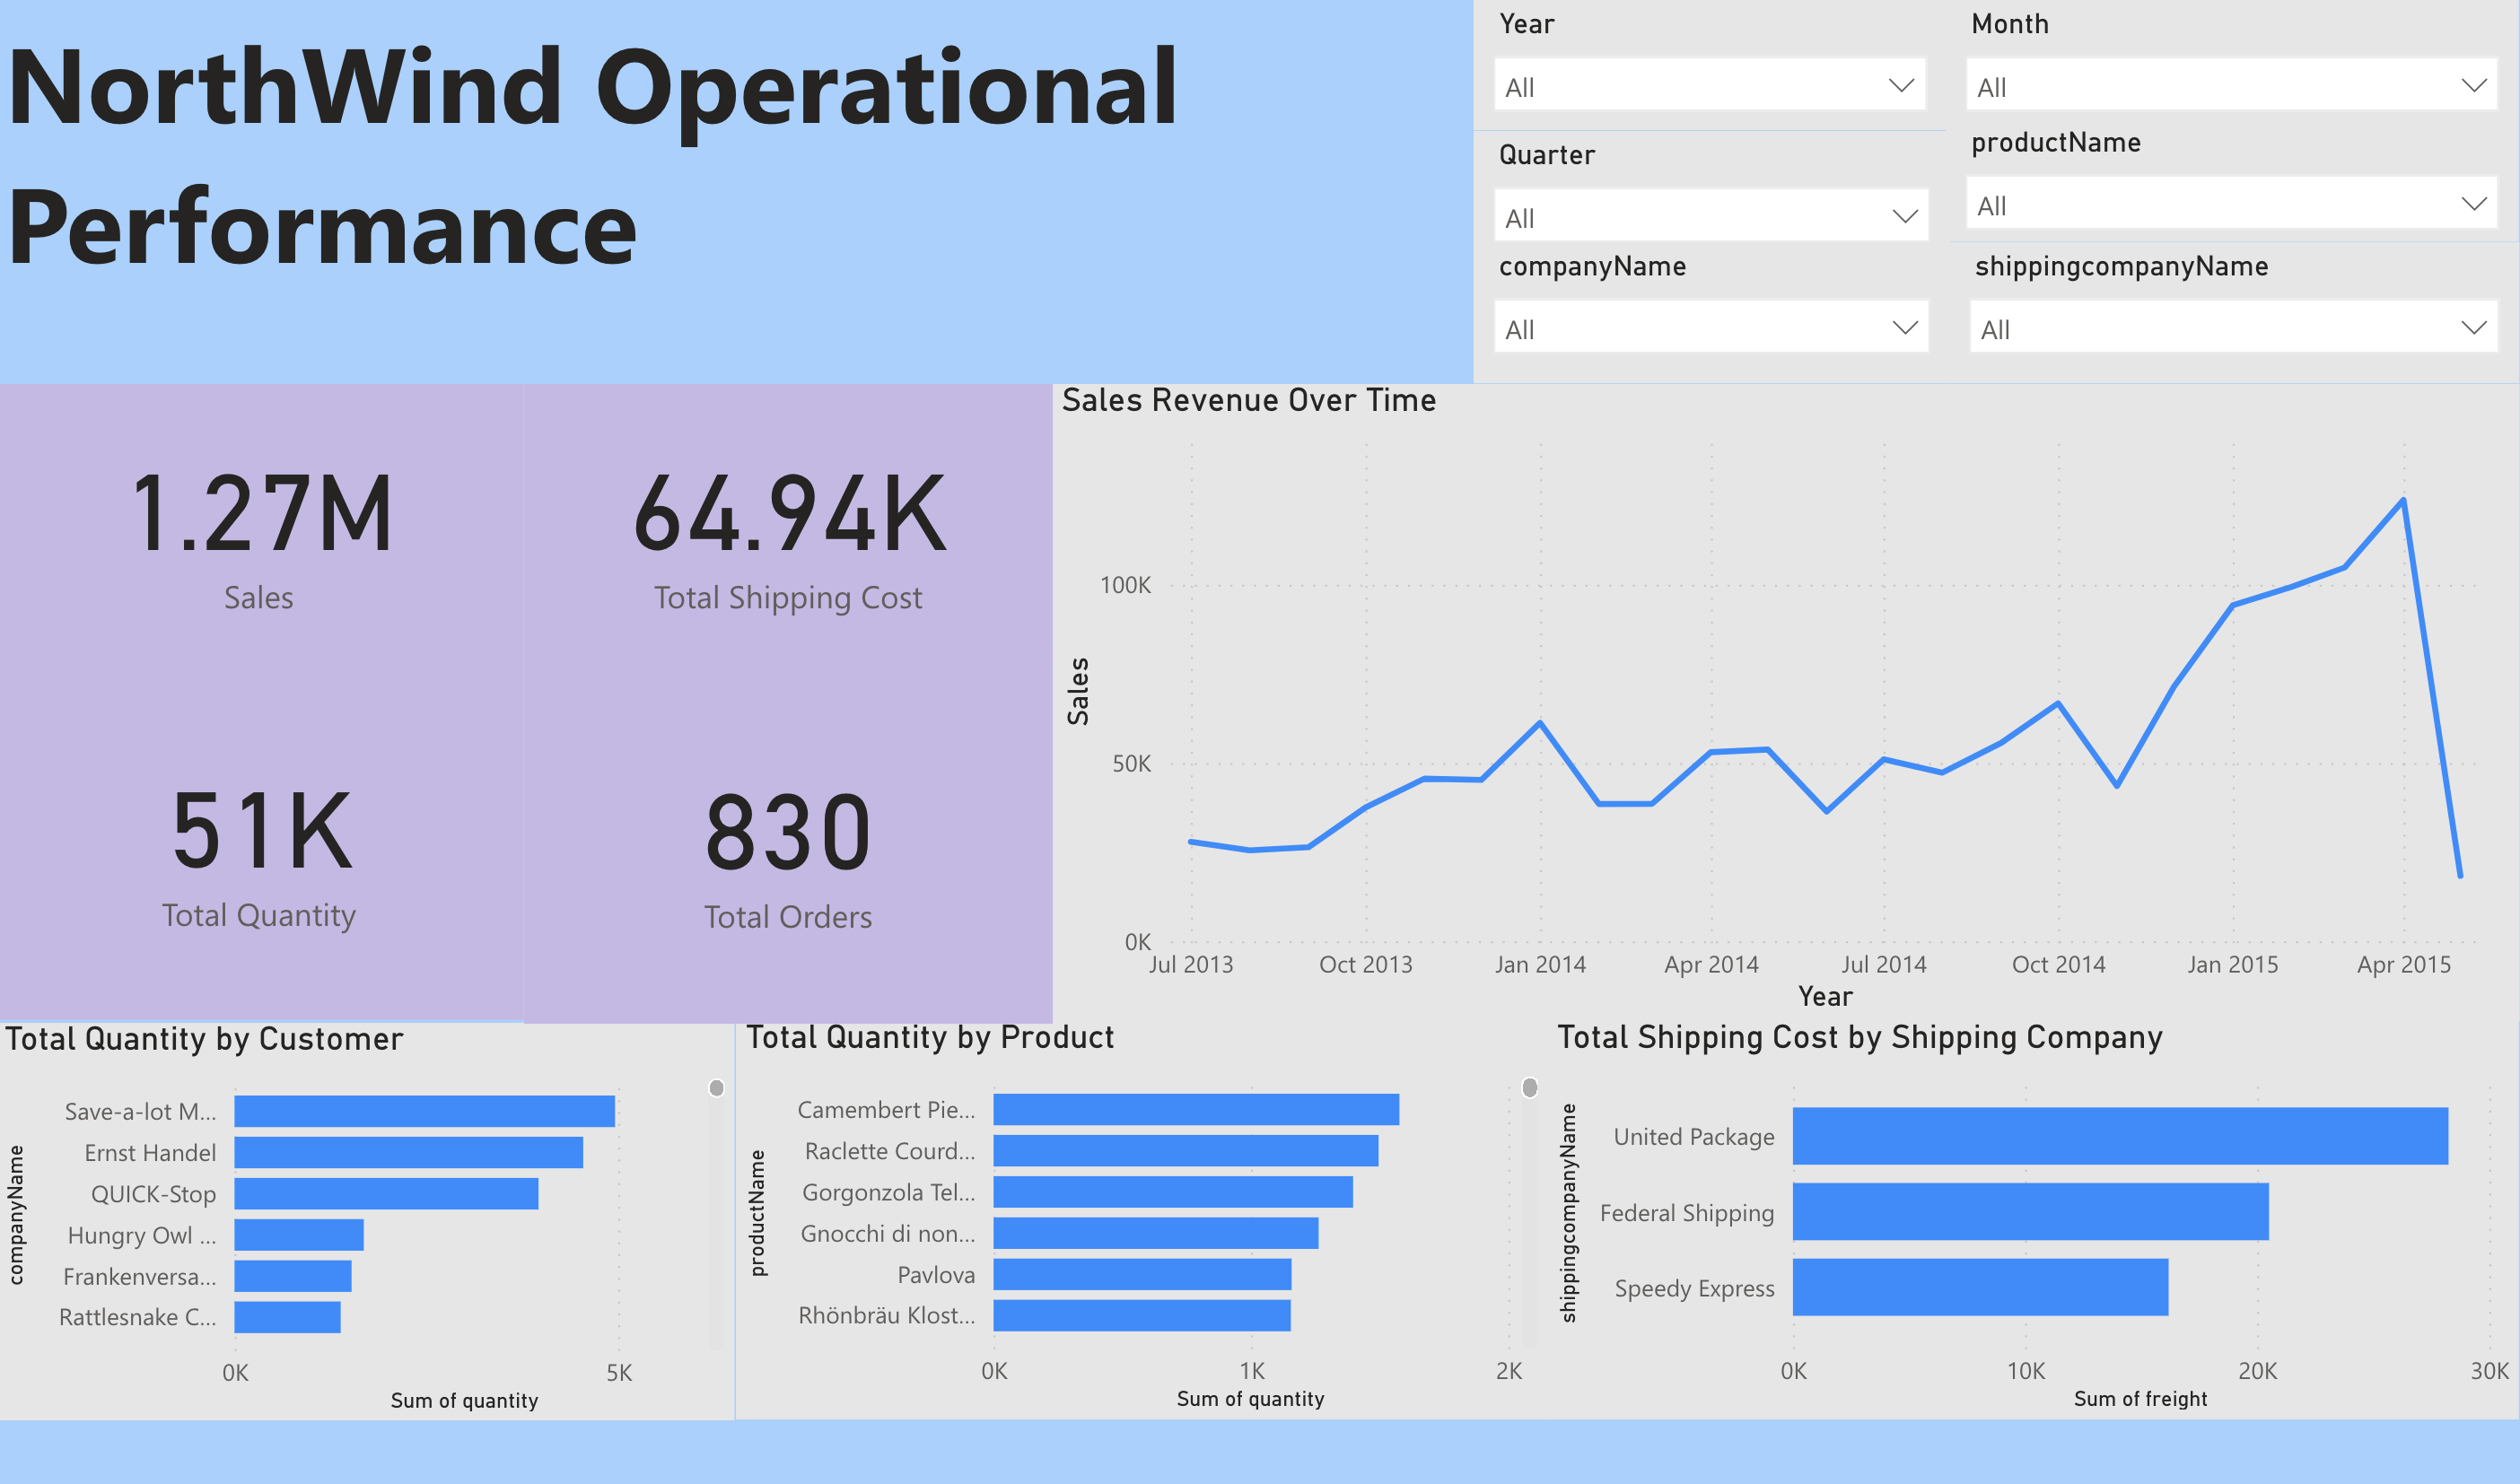 NorthWind Operational
Performance
Year
All
Month
All
Quarter
All
productName
All
companyName
All
shippingcompanyName
All
1.27M
Sales
64.94K
Total Shipping Cost
51K
Total Quantity
830
Total Orders
Sales Revenue Over Time
Sales
100K
50K
0K
Jul 2013 Oct 2013 Jan 2014 Apr 2014 Jul 2014 Oct 2014 Jan 2015 Apr 2015
Year
Total Quantity by Customer
companyName
Save-a-lot M...
Ernst Handel
QUICK-Stop
Hungry Owl ...
Frankenversa...
Rattlesnake C...
0K 5K
Sum of quantity
Total Quantity by Product
productName
Camembert Pie...
Raclette Courd...
Gorgonzola Tel...
Gnocchi di non...
Pavlova
Rhönbräu Klost...
0K 1K 2K
Sum of quantity
Total Shipping Cost by Shipping Company
shippingcompanyName
United Package
Federal Shipping
Speedy Express
0K 10K 20K 30K
Sum of freight